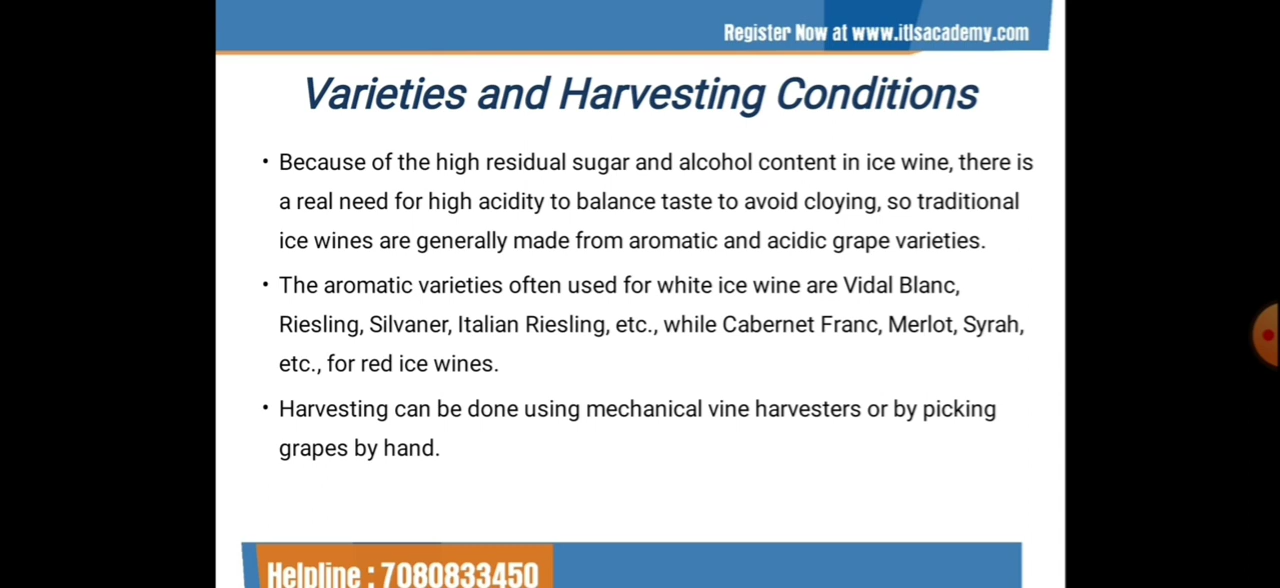 Register Now at www.itlsacademy.com
Varieties and Harvesting Conditions
• Because of the high residual sugar and alcohol content in ice wine, there is
a real need for high acidity to balance taste to avoid cloying, so traditional
ice wines are generally made from aromatic and acidic grape varieties.
• The aromatic varieties often used for white ice wine are Vidal Blanc,
Riesling, Silvaner, Italian Riesling, etc., while Cabernet Franc, Merlot, Syrah,
etc., for red ice wines.
• Harvesting can be done using mechanical vine harvesters or by picking
grapes by hand.
Helpline : 7080833450